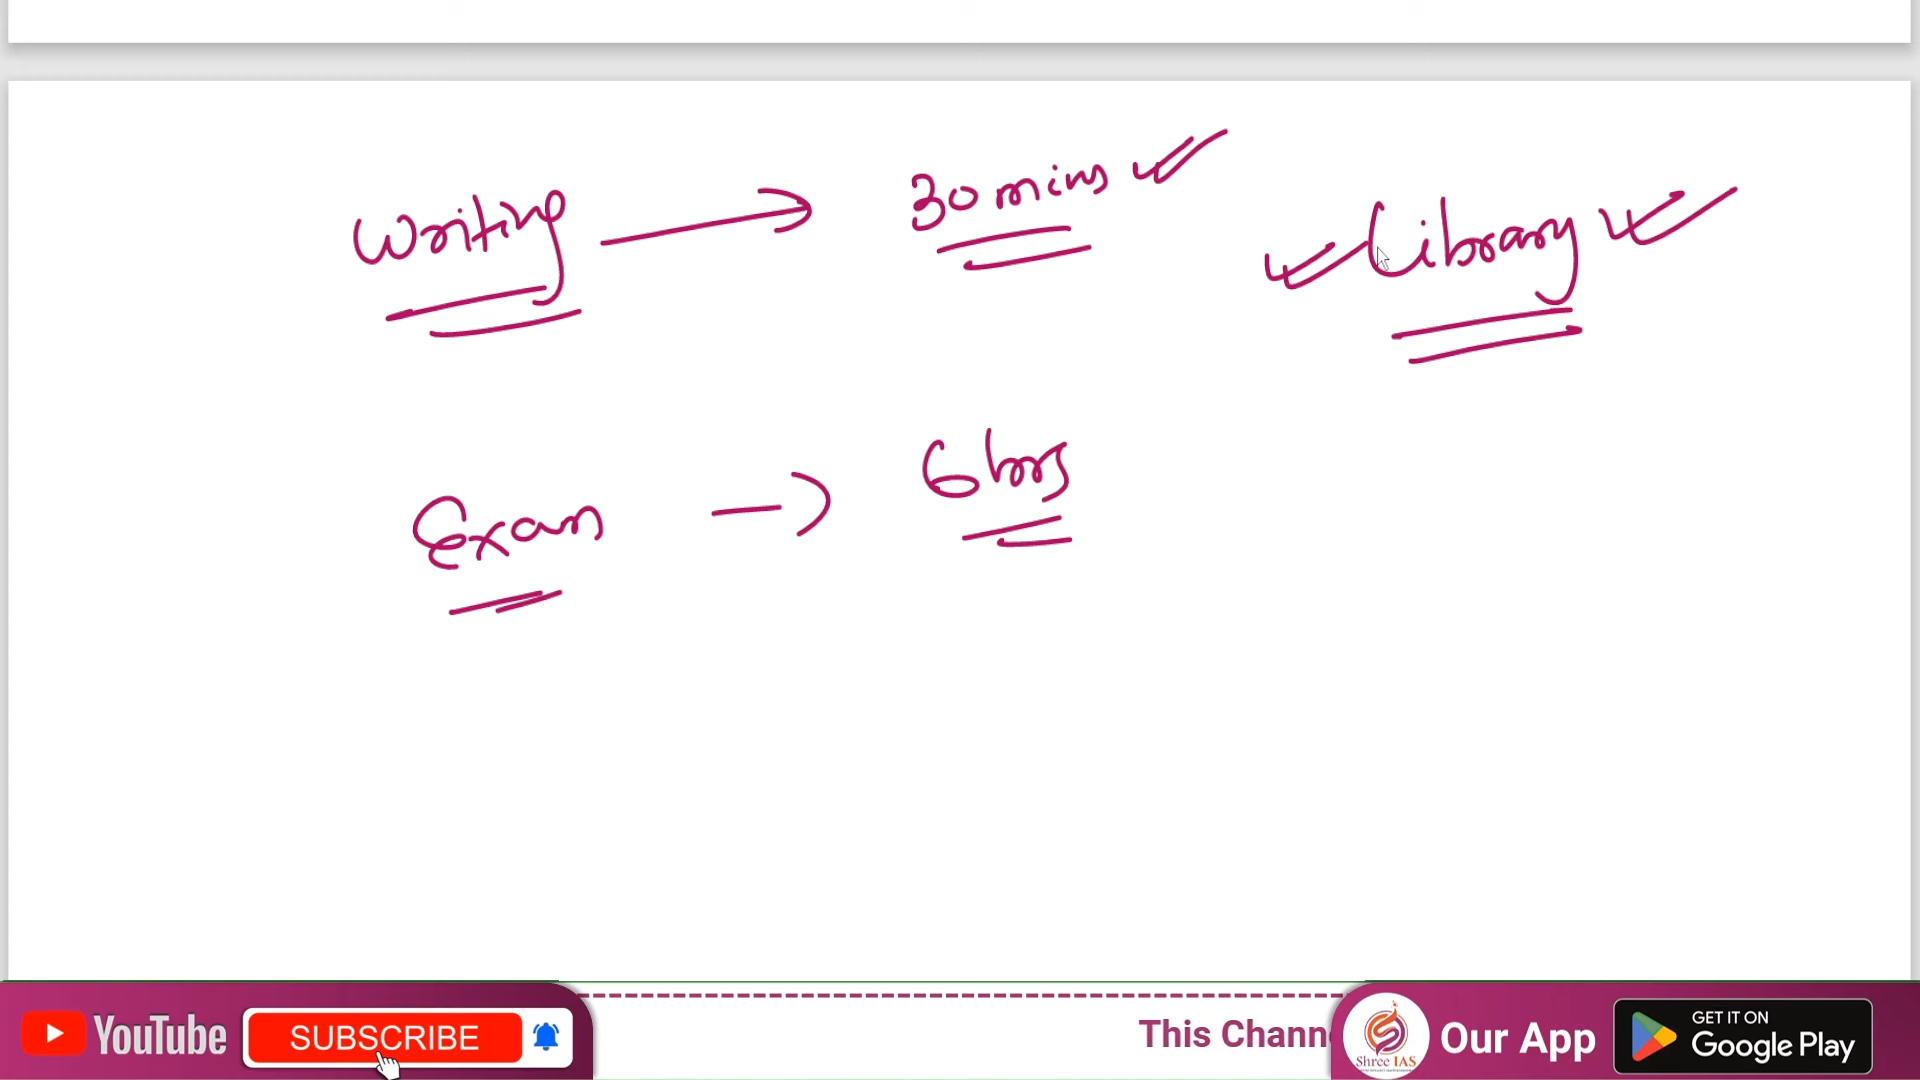 Writing → 30 mins
Library
Exam → 6 hrs
YouTube
SUBSCRIBE
This Chann
Shree IAS
Our App
GET IT ON
Google Play